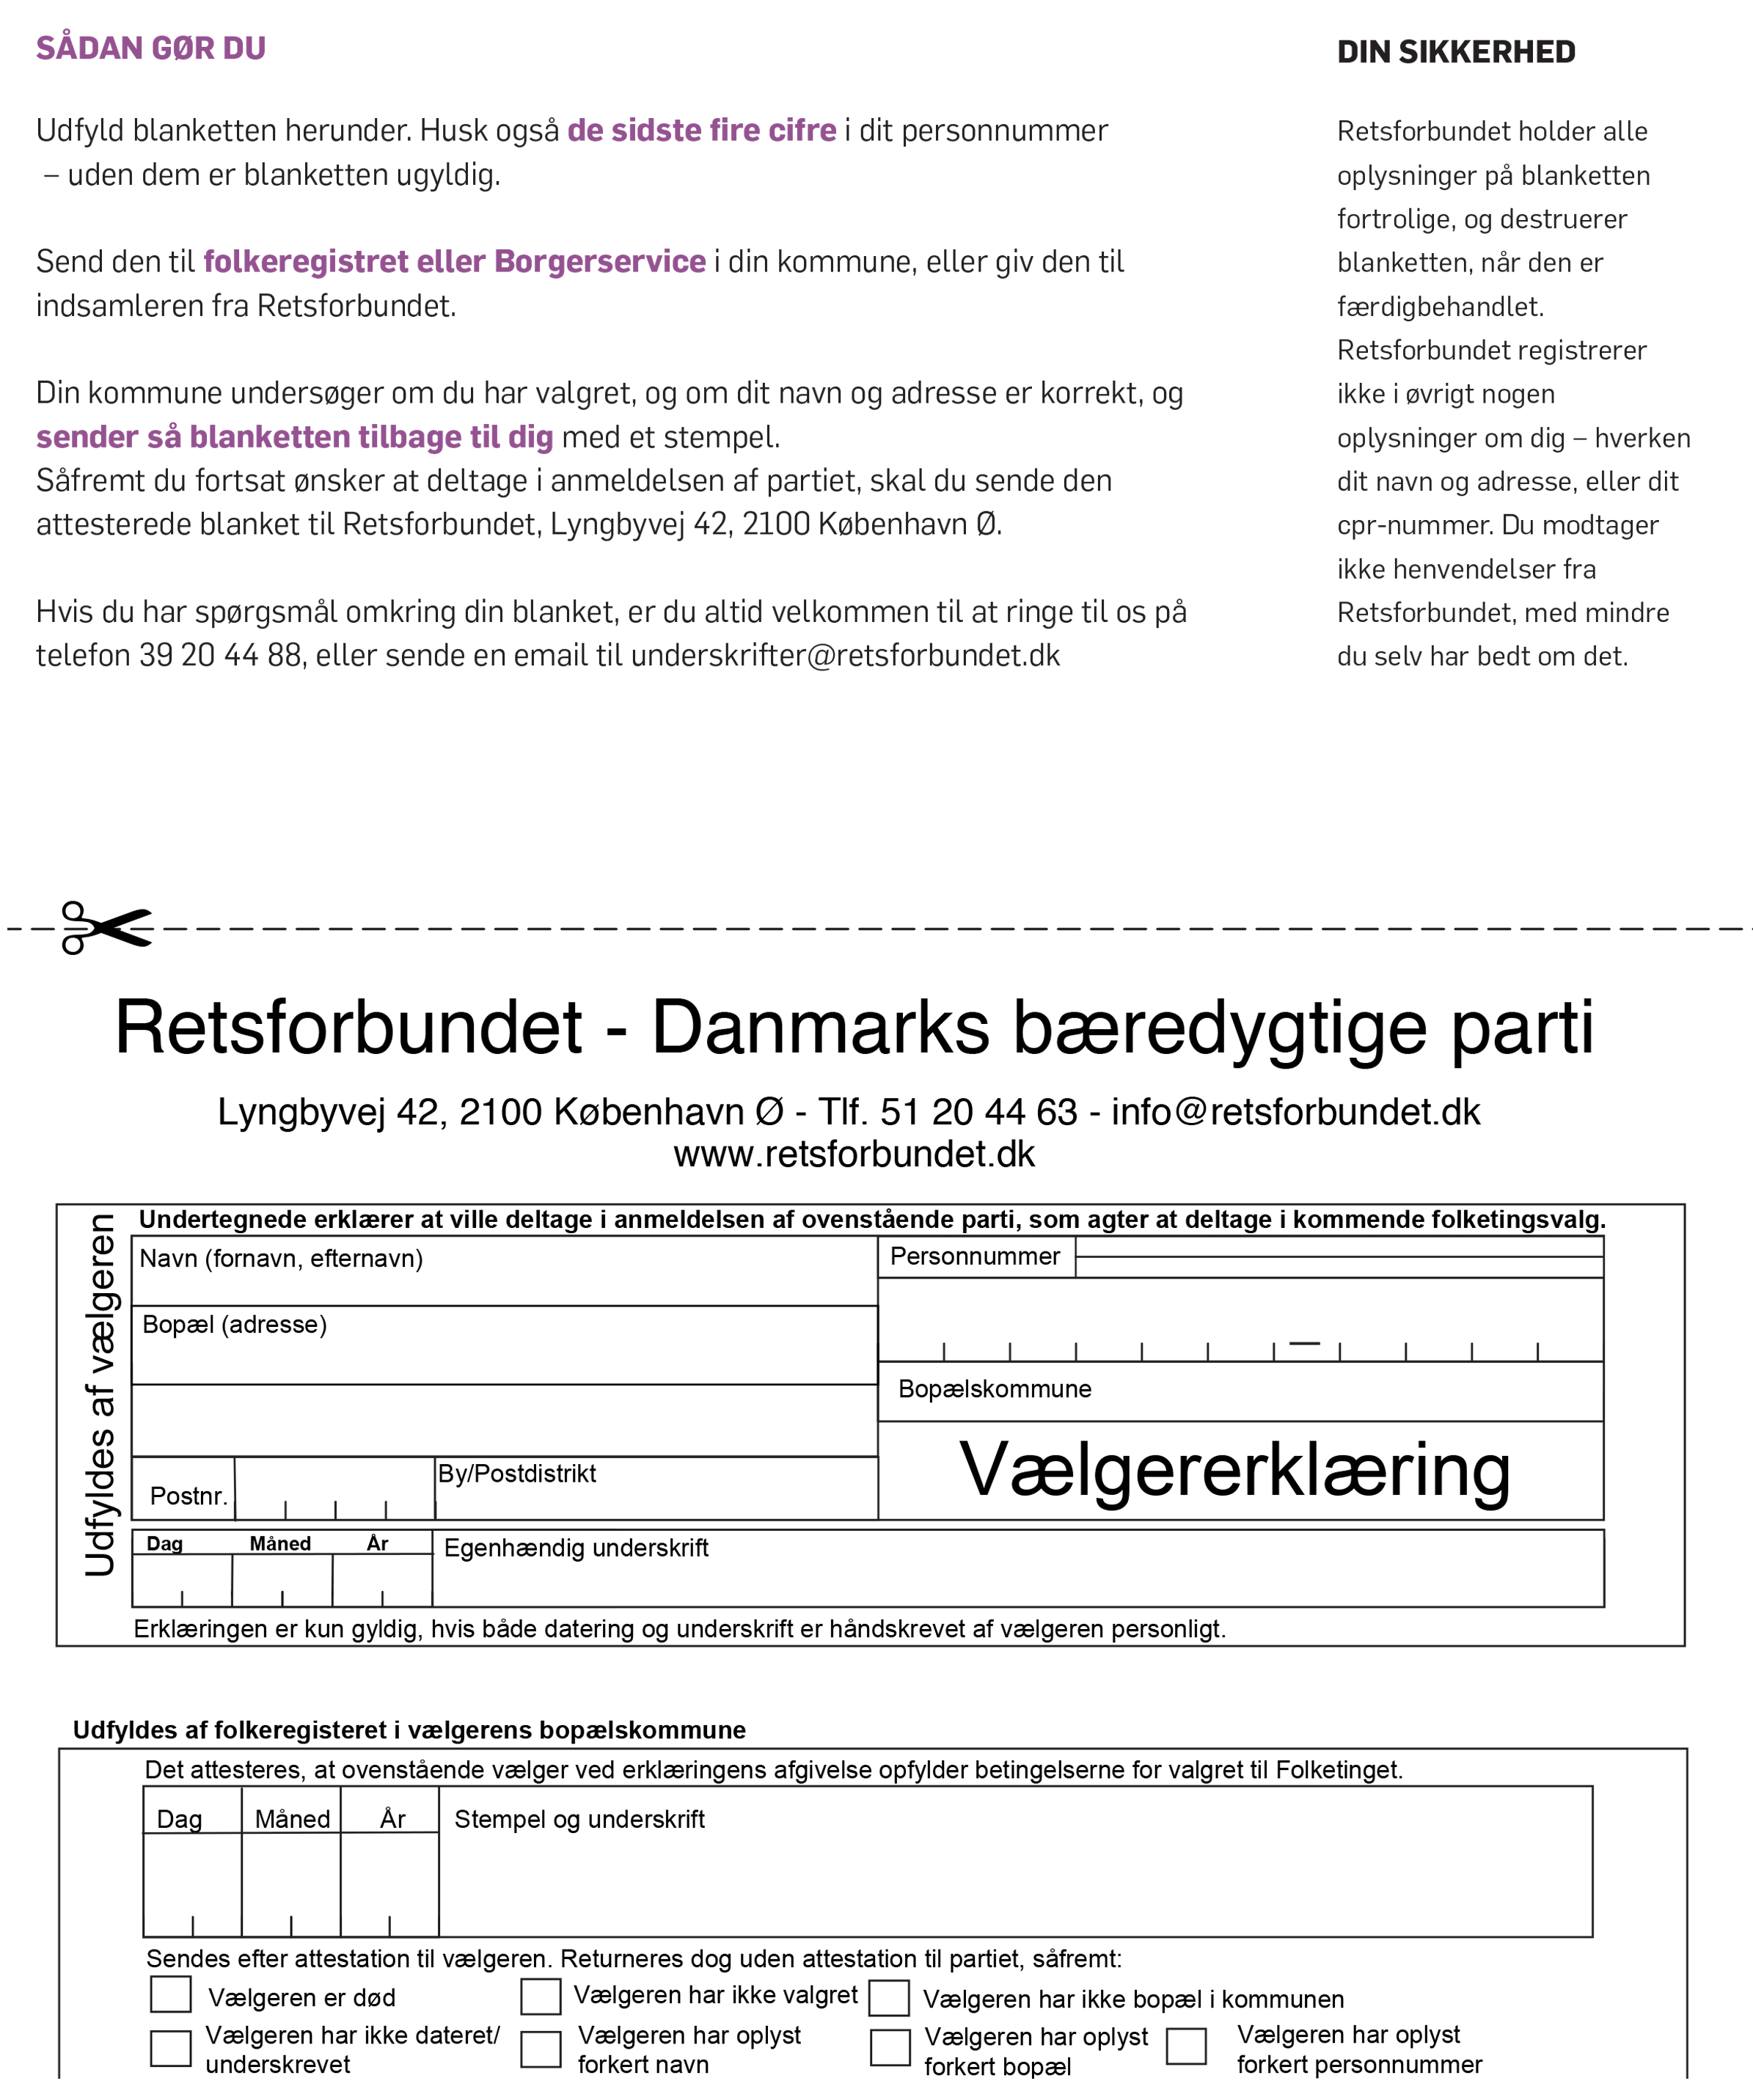 SÅDAN GØR DU
Udfyld blanketten herunder. Husk også de sidste fire cifre i dit personnummer
– uden dem er blanketten ugyldig.
Send den til folkeregistret eller Borgerservice i din kommune, eller giv den til
indsamleren fra Retsforbundet.
Din kommune undersøger om du har valgret, og om dit navn og adresse er korrekt, og
sender så blanketten tilbage til dig med et stempel.
Såfremt du fortsat ønsker at deltage i anmeldelsen af partiet, skal du sende den
attesterede blanket til Retsforbundet, Lyngbyvej 42, 2100 København Ø.
Hvis du har spørgsmål omkring din blanket, er du altid velkommen til at ringe til os på
telefon 39 20 44 88, eller sende en email til underskrifter@retsforbundet.dk
DIN SIKKERHED
Retsforbundet holder alle
oplysninger på blanketten
fortrolige, og destruerer
blanketten, når den er
færdigbehandlet.
Retsforbundet registrerer
ikke i øvrigt nogen
oplysninger om dig – hverken
dit navn og adresse, eller dit
cpr-nummer. Du modtager
ikke henvendelser fra
Retsforbundet, med mindre
du selv har bedt om det.
Retsforbundet - Danmarks bæredygtige parti
Lyngbyvej 42, 2100 København Ø - Tlf. 51 20 44 63 - info@retsforbundet.dk
www.retsforbundet.dk
Udfyldes af vælgeren
Undertegnede erklærer at ville deltage i anmeldelsen af ovenstående parti, som agter at deltage i kommende folketingsvalg.
Navn (fornavn, efternavn)
Personnummer
Bopæl (adresse)
—
Bopælskommune
Vælgererklæring
Postnr.
By/Postdistrikt
Dag Måned År
Egenhændig underskrift
Erklæringen er kun gyldig, hvis både datering og underskrift er håndskrevet af vælgeren personligt.
Udfyldes af folkeregisteret i vælgerens bopælskommune
Det attesteres, at ovenstående vælger ved erklæringens afgivelse opfylder betingelserne for valgret til Folketinget.
Dag Måned År
Stempel og underskrift
Sendes efter attestation til vælgeren. Returneres dog uden attestation til partiet, såfremt:
Vælgeren er død
Vælgeren har ikke valgret
Vælgeren har ikke bopæl i kommunen
Vælgeren har ikke dateret/
underskrevet
Vælgeren har oplyst
forkert navn
Vælgeren har oplyst
forkert bopæl
Vælgeren har oplyst
forkert personnummer